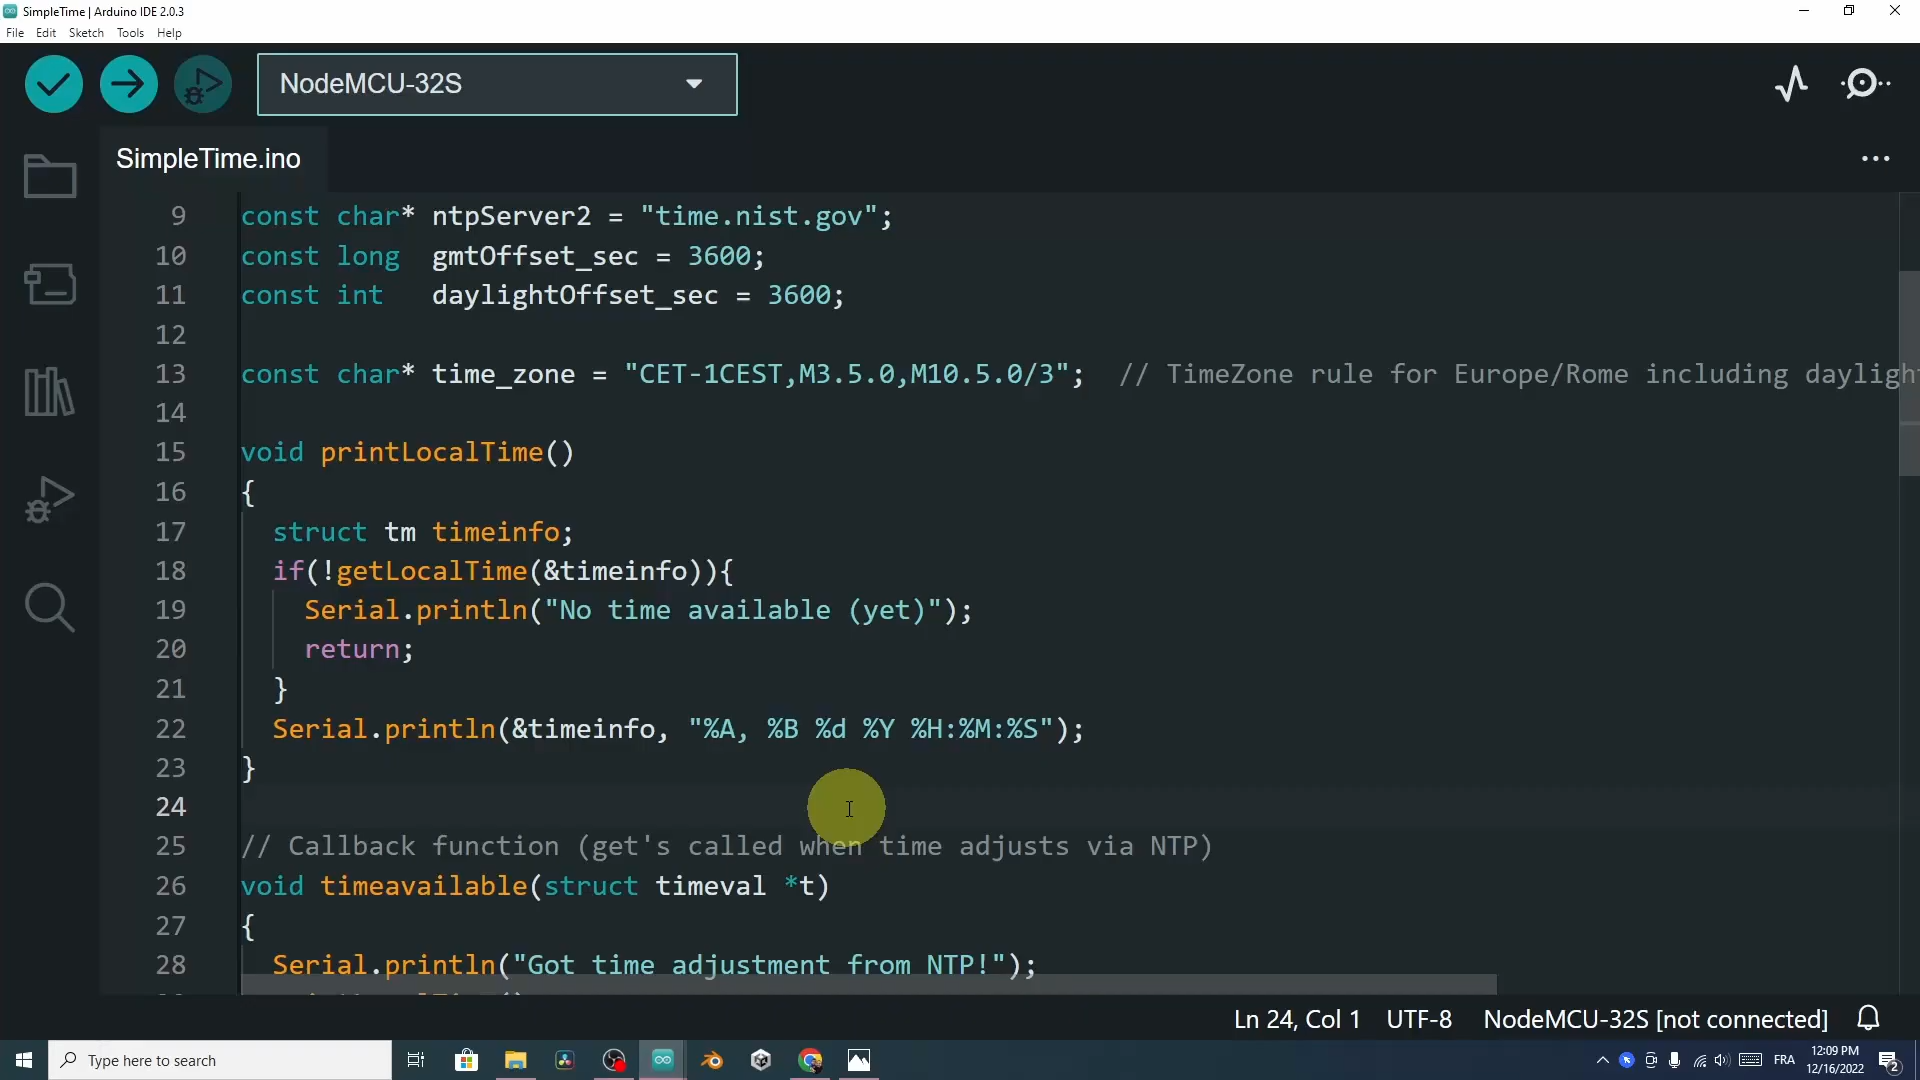 SimpleTime | Arduino IDE 2.0.3
File Edit Sketch Tools Help
NodeMCU-32S
SimpleTime.ino
9 const char* ntpServer2 = "time.nist.gov";
10 const long  gmtOffset_sec = 3600;
11 const int   daylightOffset_sec = 3600;
12
13 const char* time_zone = "CET-1CEST,M3.5.0,M10.5.0/3";  // TimeZone rule for Europe/Rome including dayligh
14
15 void printLocalTime()
16 {
17   struct tm timeinfo;
18   if(!getLocalTime(&timeinfo)){
19     Serial.println("No time available (yet)");
20     return;
21   }
22   Serial.println(&timeinfo, "%A, %B %d %Y %H:%M:%S");
23 }
24
25 // Callback function (get's called when time adjusts via NTP)
26 void timeavailable(struct timeval *t)
27 {
28   Serial.println("Got time adjustment from NTP!");
Ln 24, Col 1 UTF-8 NodeMCU-32S [not connected]
Type here to search
FRA
12:09 PM
12/16/2022
2